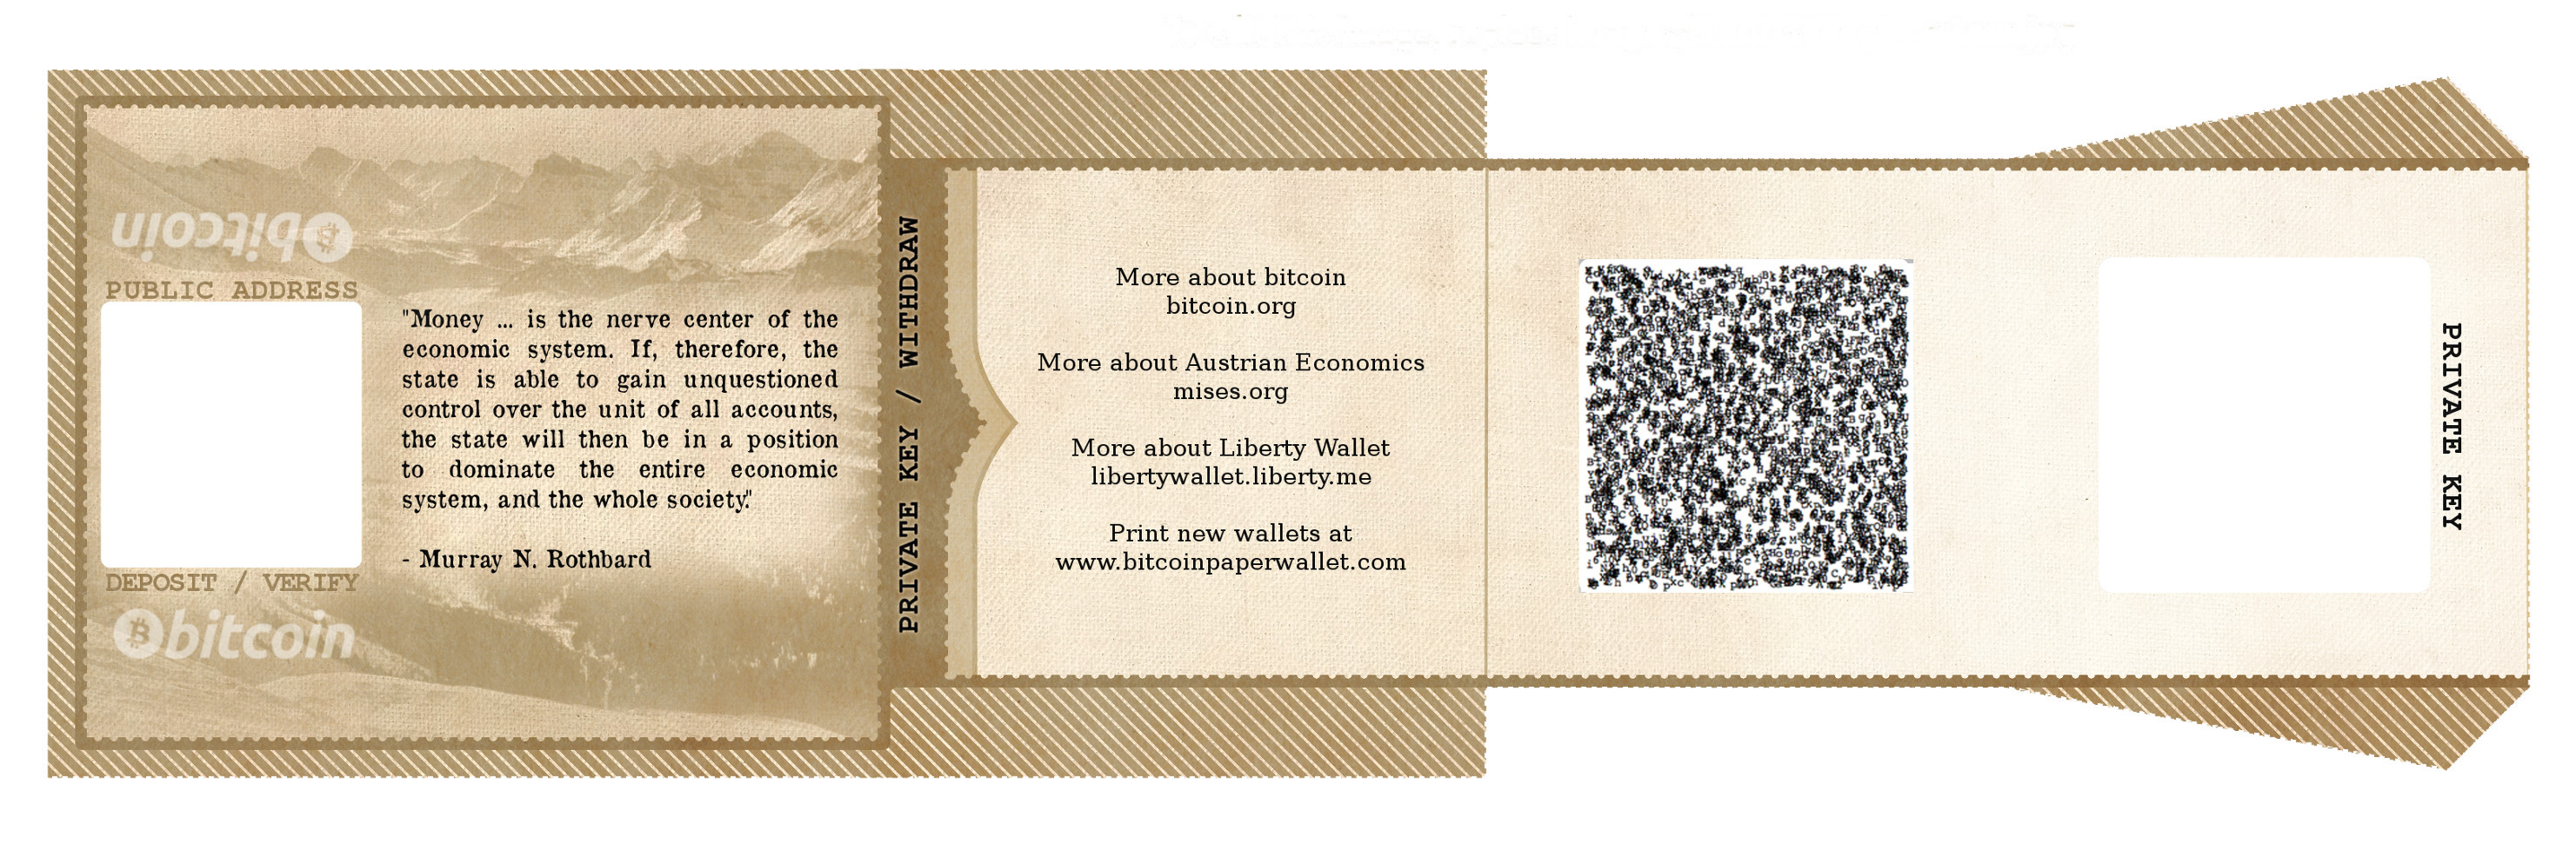 bitcoin
PUBLIC ADDRESS
"Money ... is the nerve center of the
economic system. If, therefore, the
state is able to gain unquestioned
control over the unit of all accounts,
the state will then be in a position
to dominate the entire economic
system, and the whole society."
- Murray N. Rothbard
DEPOSIT / VERIFY
bitcoin
PRIVATE KEY / WITHDRAW
More about bitcoin
bitcoin.org
More about Austrian Economics
mises.org
More about Liberty Wallet
libertywallet.liberty.me
Print new wallets at
www.bitcoinpaperwallet.com
PRIVATE KEY